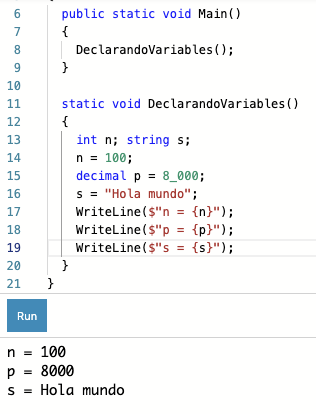 6 public static void Main()
7 {
8 DeclarandoVariables();
9 }
10
11 static void DeclarandoVariables()
12 {
13 int n; string s;
14 n = 100;
15 decimal p = 8_000;
16 s = "Hola mundo";
17 WriteLine($"n = {n}");
18 WriteLine($"p = {p}");
19 WriteLine($"s = {s}");
20 }
21 }
Run
n = 100
p = 8000
s = Hola mundo